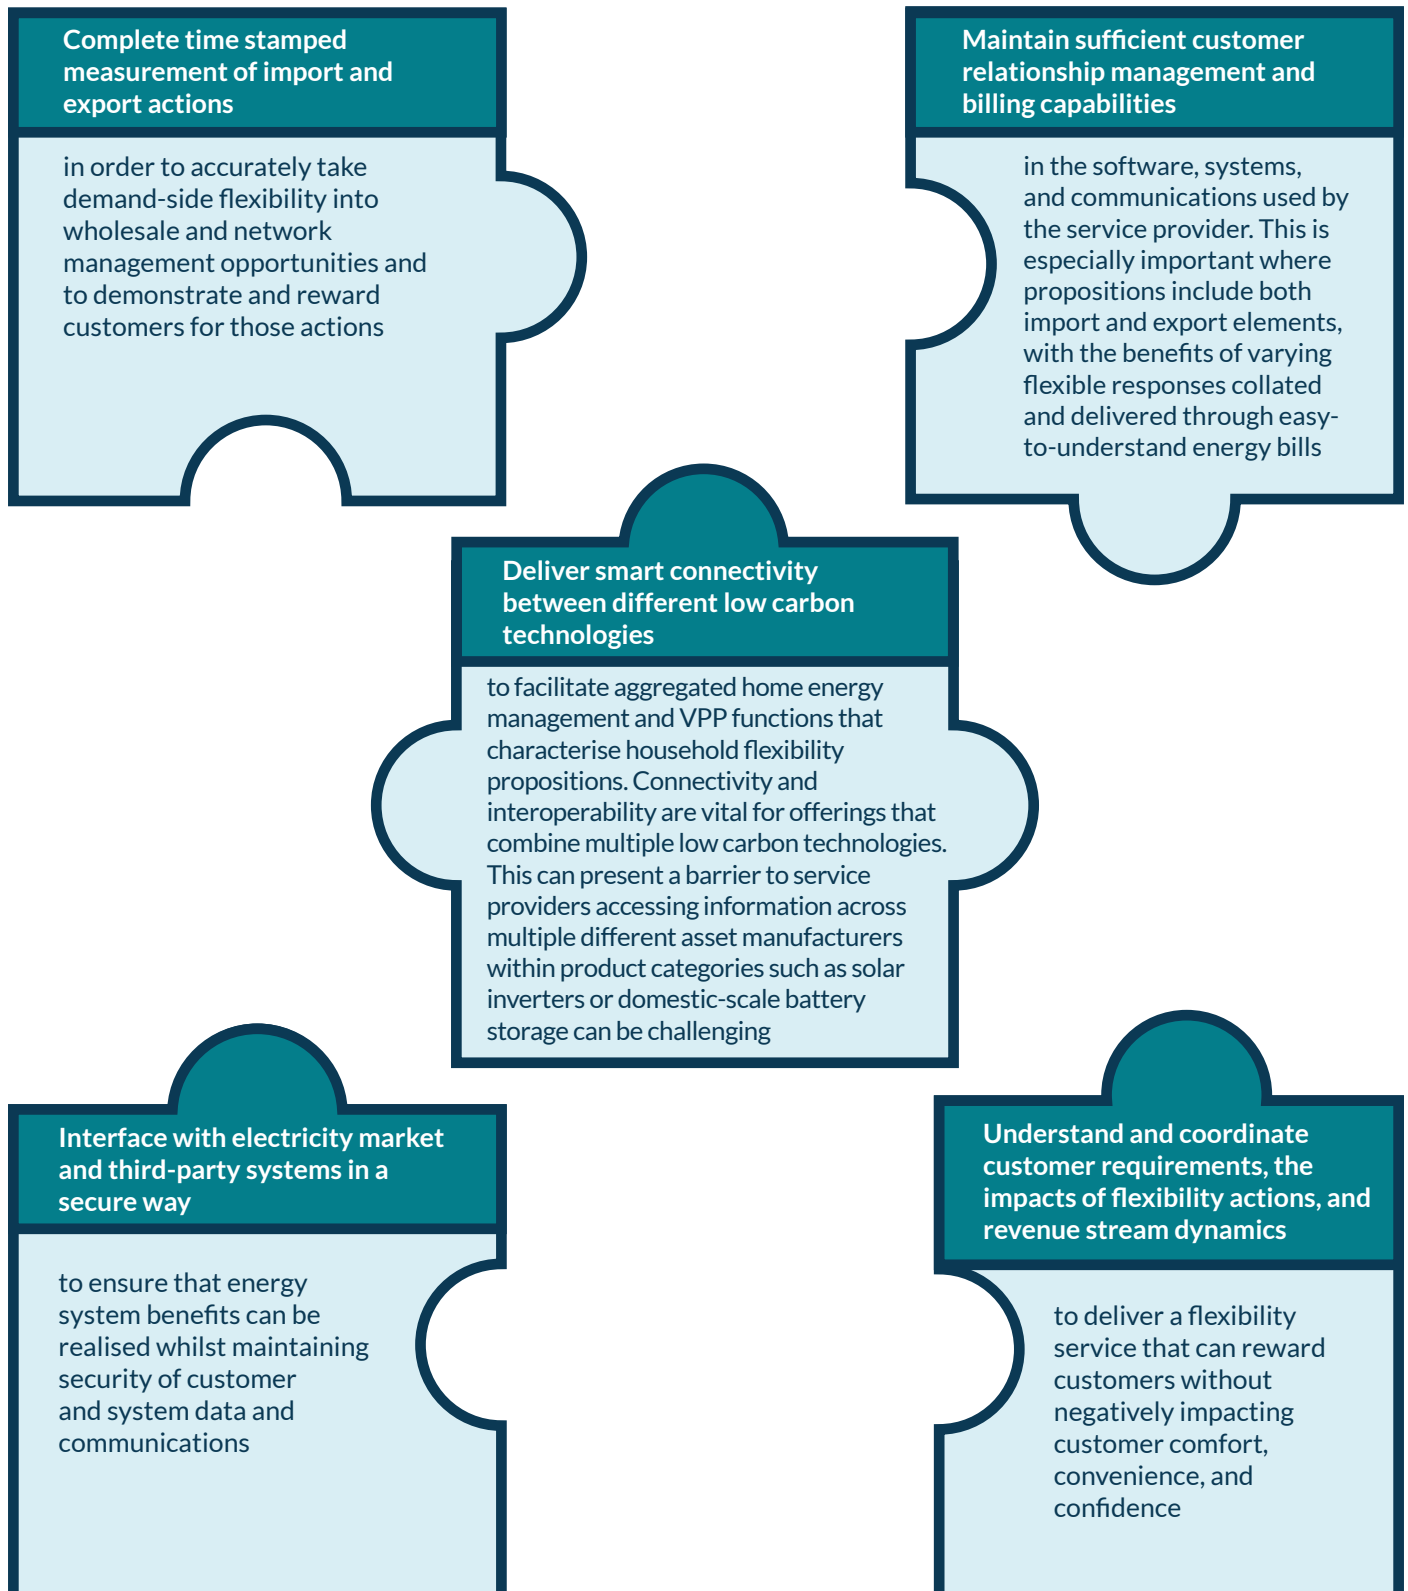 Complete time stamped
measurement of import and
export actions
in order to accurately take
demand-side flexibility into
wholesale and network
management opportunities and
to demonstrate and reward
customers for those actions
Maintain sufficient customer
relationship management and
billing capabilities
in the software, systems,
and communications used by
the service provider. This is
especially important where
propositions include both
import and export elements,
with the benefits of varying
flexible responses collated
and delivered through easy-
to-understand energy bills
Deliver smart connectivity
between different low carbon
technologies
to facilitate aggregated home energy
management and VPP functions that
characterise household flexibility
propositions. Connectivity and
interoperability are vital for offerings that
combine multiple low carbon technologies.
This can present a barrier to service
providers accessing information across
multiple different asset manufacturers
within product categories such as solar
inverters or domestic-scale battery
storage can be challenging
Interface with electricity market
and third-party systems in a
secure way
to ensure that energy
system benefits can be
realised whilst maintaining
security of customer
and system data and
communications
Understand and coordinate
customer requirements, the
impacts of flexibility actions, and
revenue stream dynamics
to deliver a flexibility
service that can reward
customers without
negatively impacting
customer comfort,
convenience, and
confidence